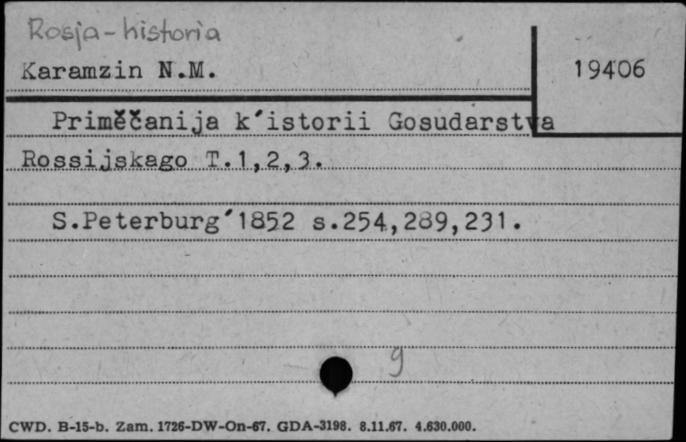 Rosja - historia
Karamzin N.M.
19406
Priměčanija k´istorii Gosudarstva
Rossijskago T.1,2,3.
S.Peterburg´1852 s.254,289,231.
9
CWD. B-15-b. Zam. 1726-DW-On-67. GDA-3198. 8.11.67. 4.630.000.